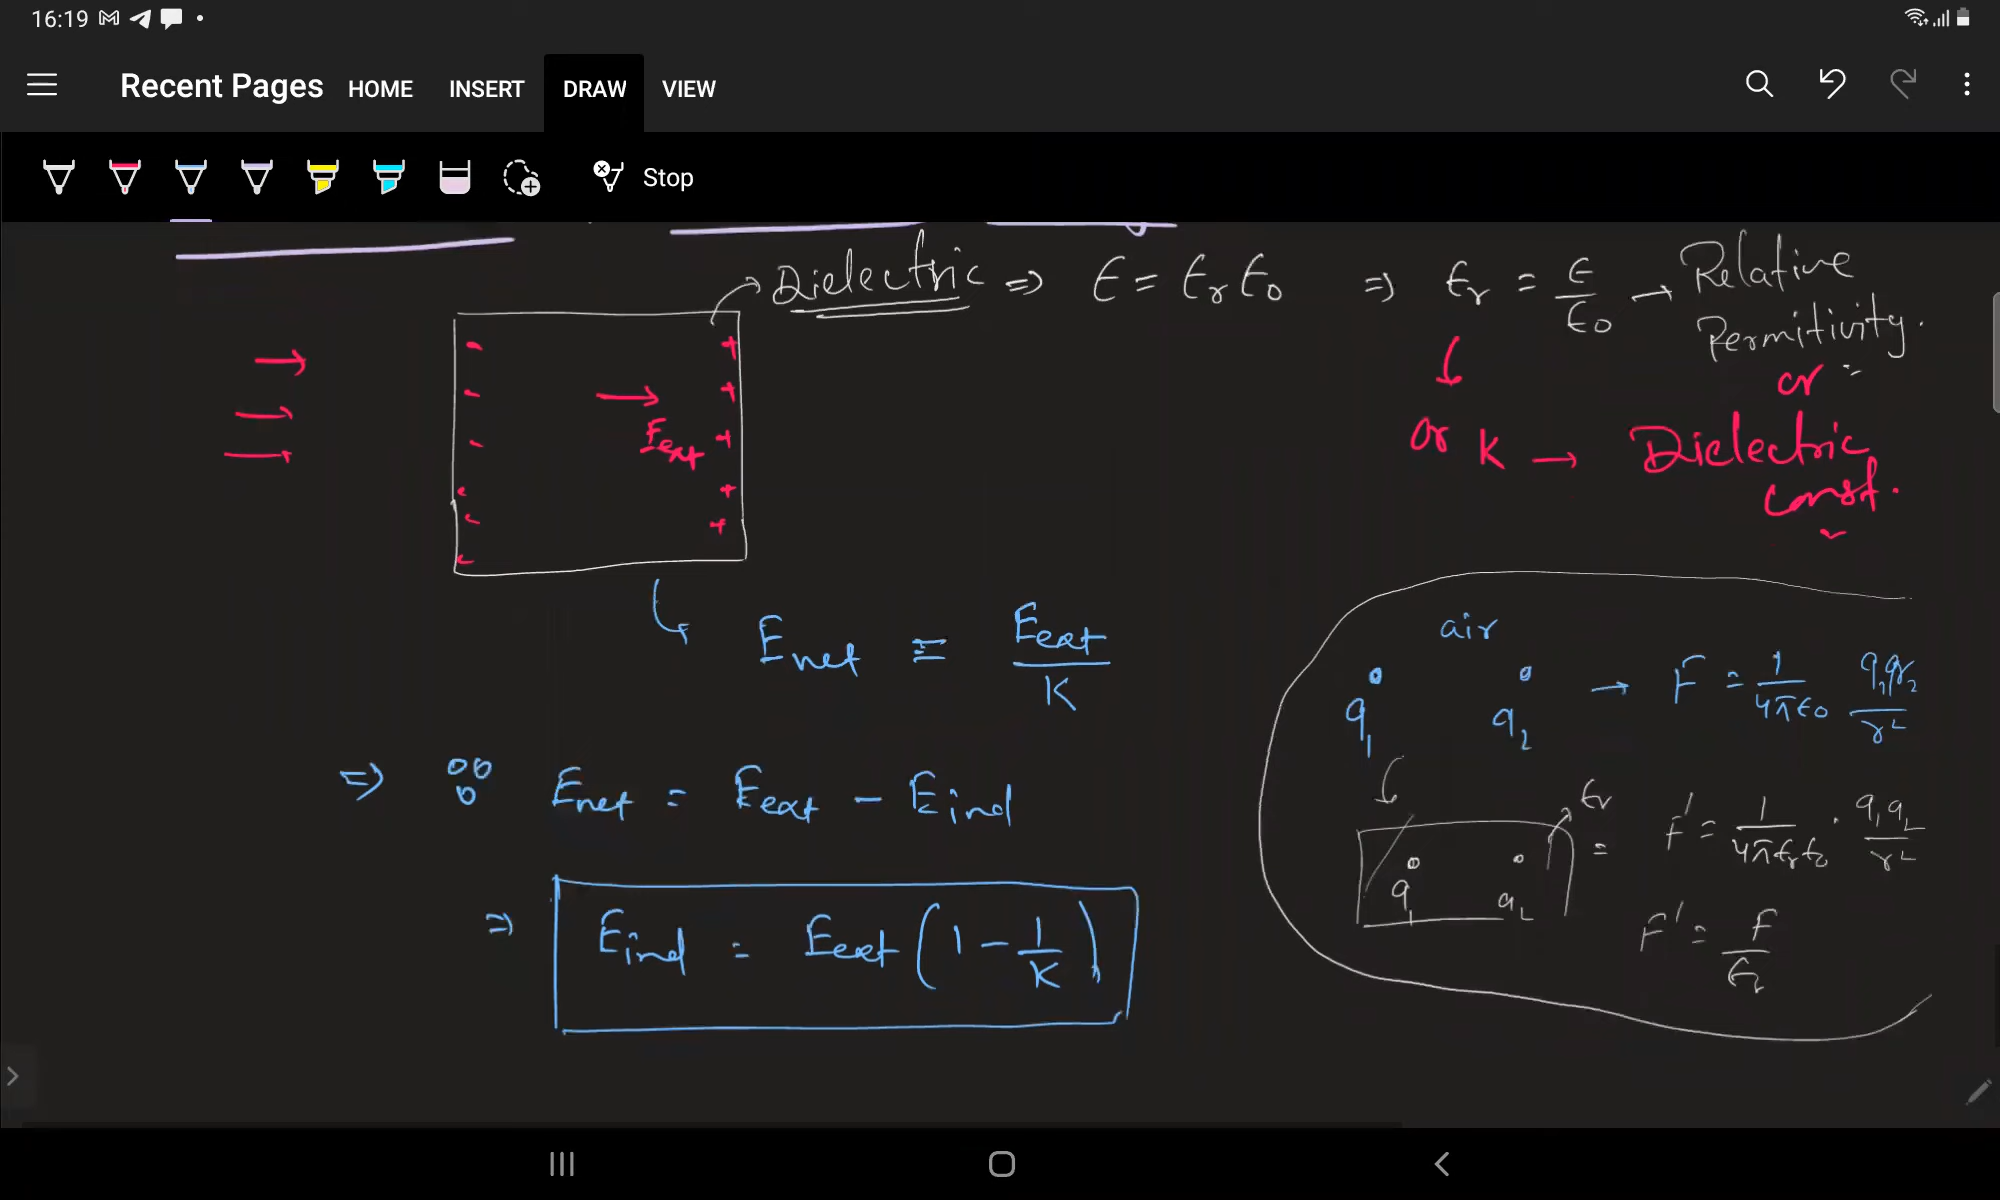 16:19
Recent Pages HOME INSERT DRAW VIEW
Stop
Dielectric ⇒ ϵ = ϵr ϵ0 ⇒ ϵr = ϵ/ϵ0 → Relative
Permitivity.
or
↓
or K → Dielectric
const.
- +
- +
→ Eext
- +
- +
- +
-
Enet = Eext/K
⇒ Enet = Eext - Eind
⇒ Eind = Eext (1 - 1/K)
air
q1 q2 → F = 1/4πϵ0 q1q2/r²
ϵr
q1 q2 = F' = 1/4πϵrϵ0 · q1q2/r²
F' = F/ϵr